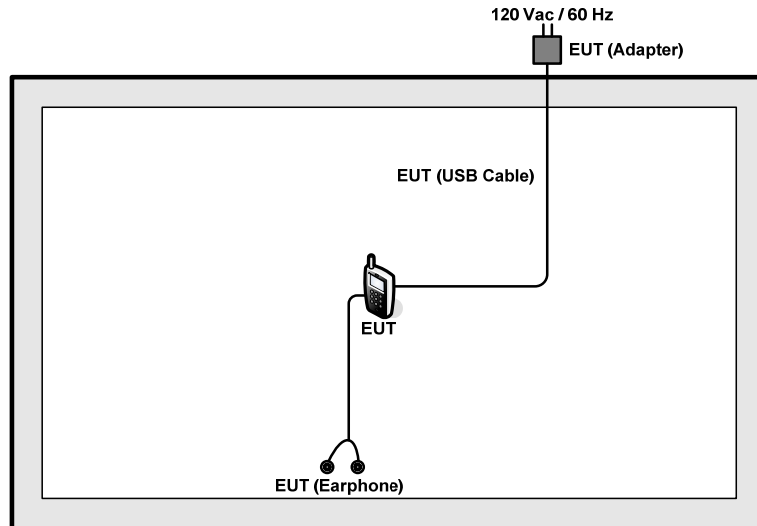 120 Vac / 60 Hz
EUT (Adapter)
EUT (USB Cable)
EUT
EUT (Earphone)